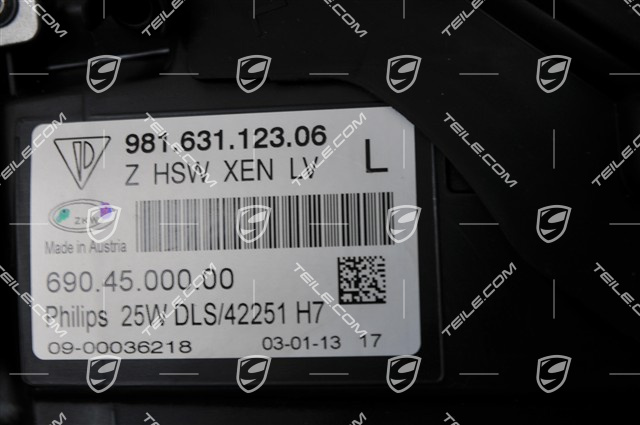 981.631.123.06
Z HSW XEN LV
L
ZKW
Made in Austria
690.45.000.00
Philips 25W DLS/42251 H7
09-00036218
03-01-13 17
TEILE.COM